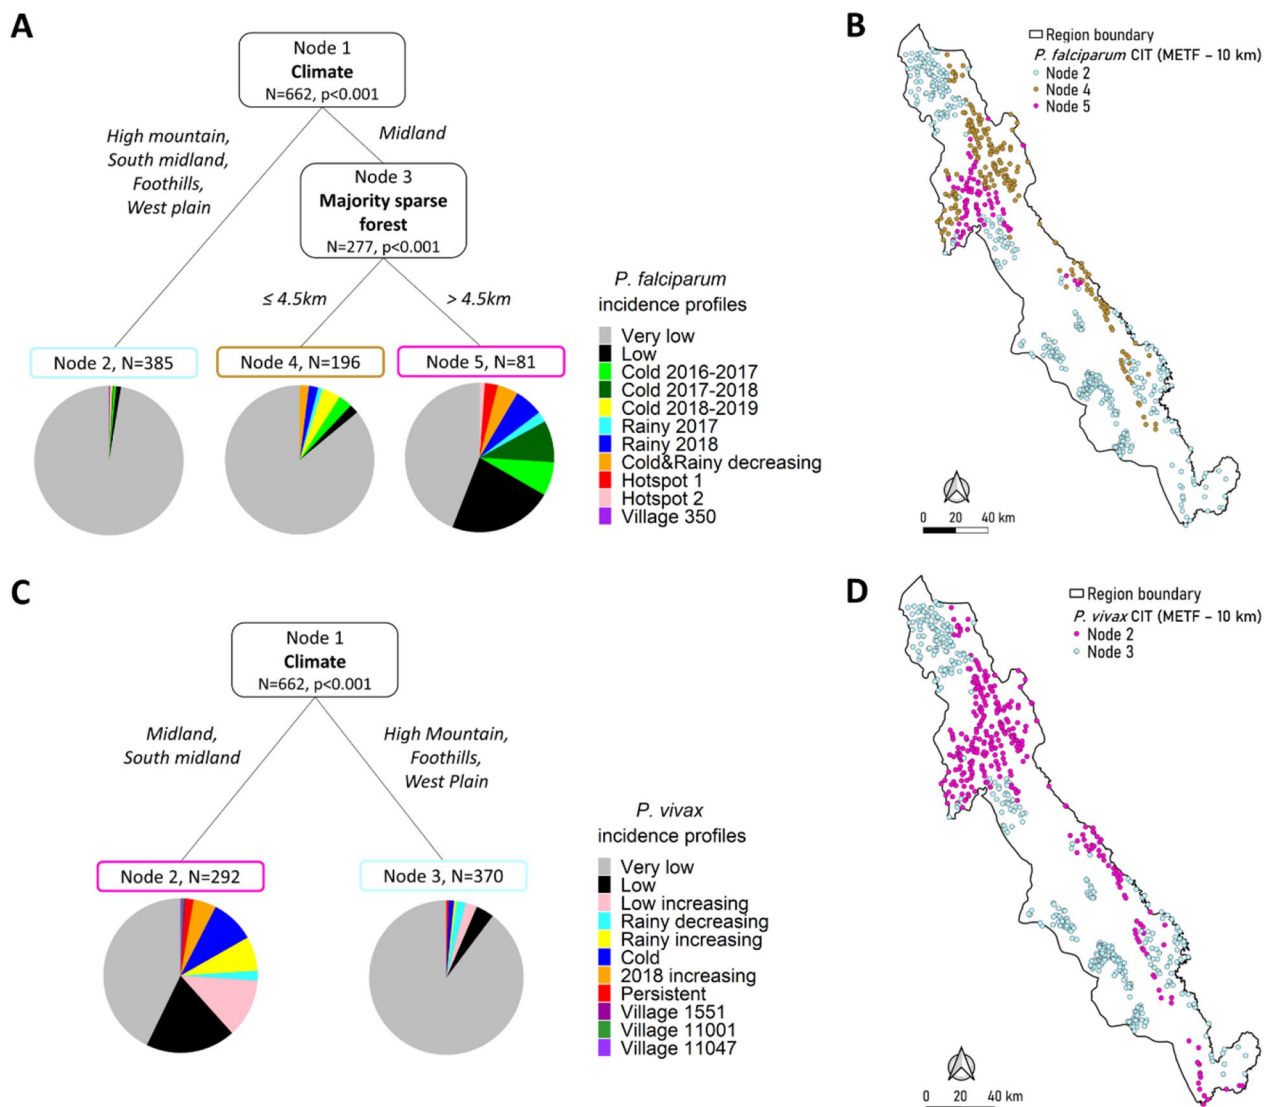 A
Node 1
Climate
N=662, p<0.001
High mountain,
South midland,
Foothills,
West plain
Midland
Node 3
Majority sparse
forest
N=277, p<0.001
≤ 4.5km
> 4.5km
Node 2, N=385
Node 4, N=196
Node 5, N=81
P. falciparum
incidence profiles
Very low
Low
Cold 2016-2017
Cold 2017-2018
Cold 2018-2019
Rainy 2017
Rainy 2018
Cold&Rainy decreasing
Hotspot 1
Hotspot 2
Village 350
B
Region boundary
P. falciparum CIT (METF – 10 km)
Node 2
Node 4
Node 5
0 20 40 km
C
Node 1
Climate
N=662, p<0.001
Midland,
South midland
High Mountain,
Foothills,
West Plain
Node 2, N=292
Node 3, N=370
P. vivax
incidence profiles
Very low
Low
Low increasing
Rainy decreasing
Rainy increasing
Cold
2018 increasing
Persistent
Village 1551
Village 11001
Village 11047
D
Region boundary
P. vivax CIT (METF – 10 km)
Node 2
Node 3
0 20 40 km